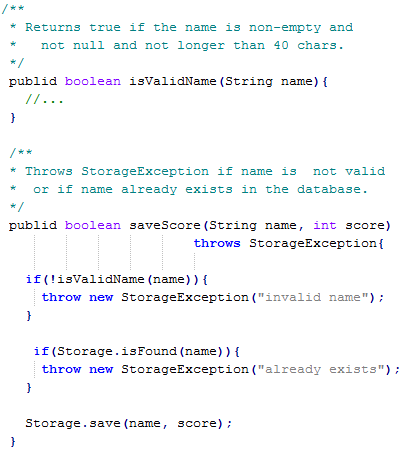 /**
 * Returns true if the name is non-empty and
 *   not null and not longer than 40 chars.
 */
 publid boolean isValidName(String name){
   //...
 }
 /**
 * Throws StorageException if name is  not valid
 *  or if name already exists in the database.
 */
 publid boolean saveScore(String name, int score)
                        throws StorageException{
   if(!isValidName(name)){
     throw new StorageException("invalid name");
   }
    if(Storage.isFound(name)){
     throw new StorageException("already exists");
   }
   Storage.save(name, score);
 }